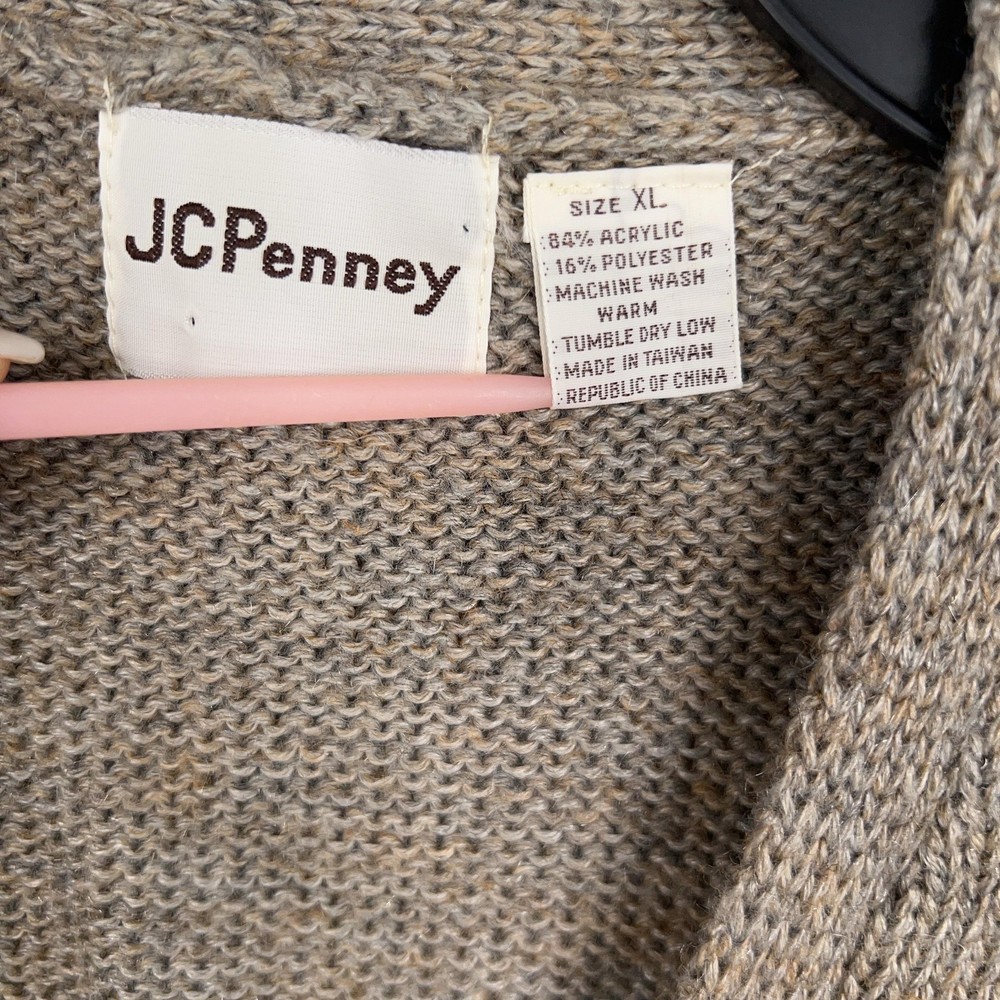 JCPenney
SIZE XL
84% ACRYLIC
16% POLYESTER
MACHINE WASH
WARM
TUMBLE DRY LOW
MADE IN TAIWAN
REPUBLIC OF CHINA